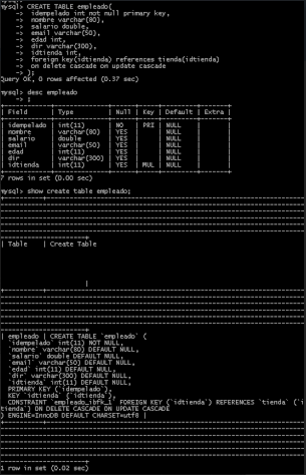 mysql> CREATE TABLE empleado(
    -> idempelado int not null primary key,
    -> nombre varchar(80),
    -> salario double,
    -> email varchar(50),
    -> edad int,
    -> dir varchar(300),
    -> idtienda int,
    -> foreign key(idtienda) references tienda(idtienda)
    -> on delete cascade on update cascade
    -> );
Query OK, 0 rows affected (0.37 sec)
mysql> desc empleado
    -> ;
| Field | Type | Null | Key | Default | Extra |
| idempelado | int(11) | NO | PRI | NULL | |
| nombre | varchar(80) | YES | | NULL | |
| salario | double | YES | | NULL | |
| email | varchar(50) | YES | | NULL | |
| edad | int(11) | YES | | NULL | |
| dir | varchar(300) | YES | | NULL | |
| idtienda | int(11) | YES | MUL | NULL | |
7 rows in set (0.00 sec)
mysql> show create table empleado;
| Table | Create Table
|
| empleado | CREATE TABLE `empleado` (
`idempelado` int(11) NOT NULL,
`nombre` varchar(80) DEFAULT NULL,
`salario` double DEFAULT NULL,
`email` varchar(50) DEFAULT NULL,
`edad` int(11) DEFAULT NULL,
`dir` varchar(300) DEFAULT NULL,
`idtienda` int(11) DEFAULT NULL,
PRIMARY KEY (`idempelado`),
KEY `idtienda` (`idtienda`),
CONSTRAINT `empleado_ibfk_1` FOREIGN KEY (`idtienda`) REFERENCES `tienda` (`i
tienda`) ON DELETE CASCADE ON UPDATE CASCADE
) ENGINE=InnoDB DEFAULT CHARSET=utf8 |
1 row in set (0.02 sec)